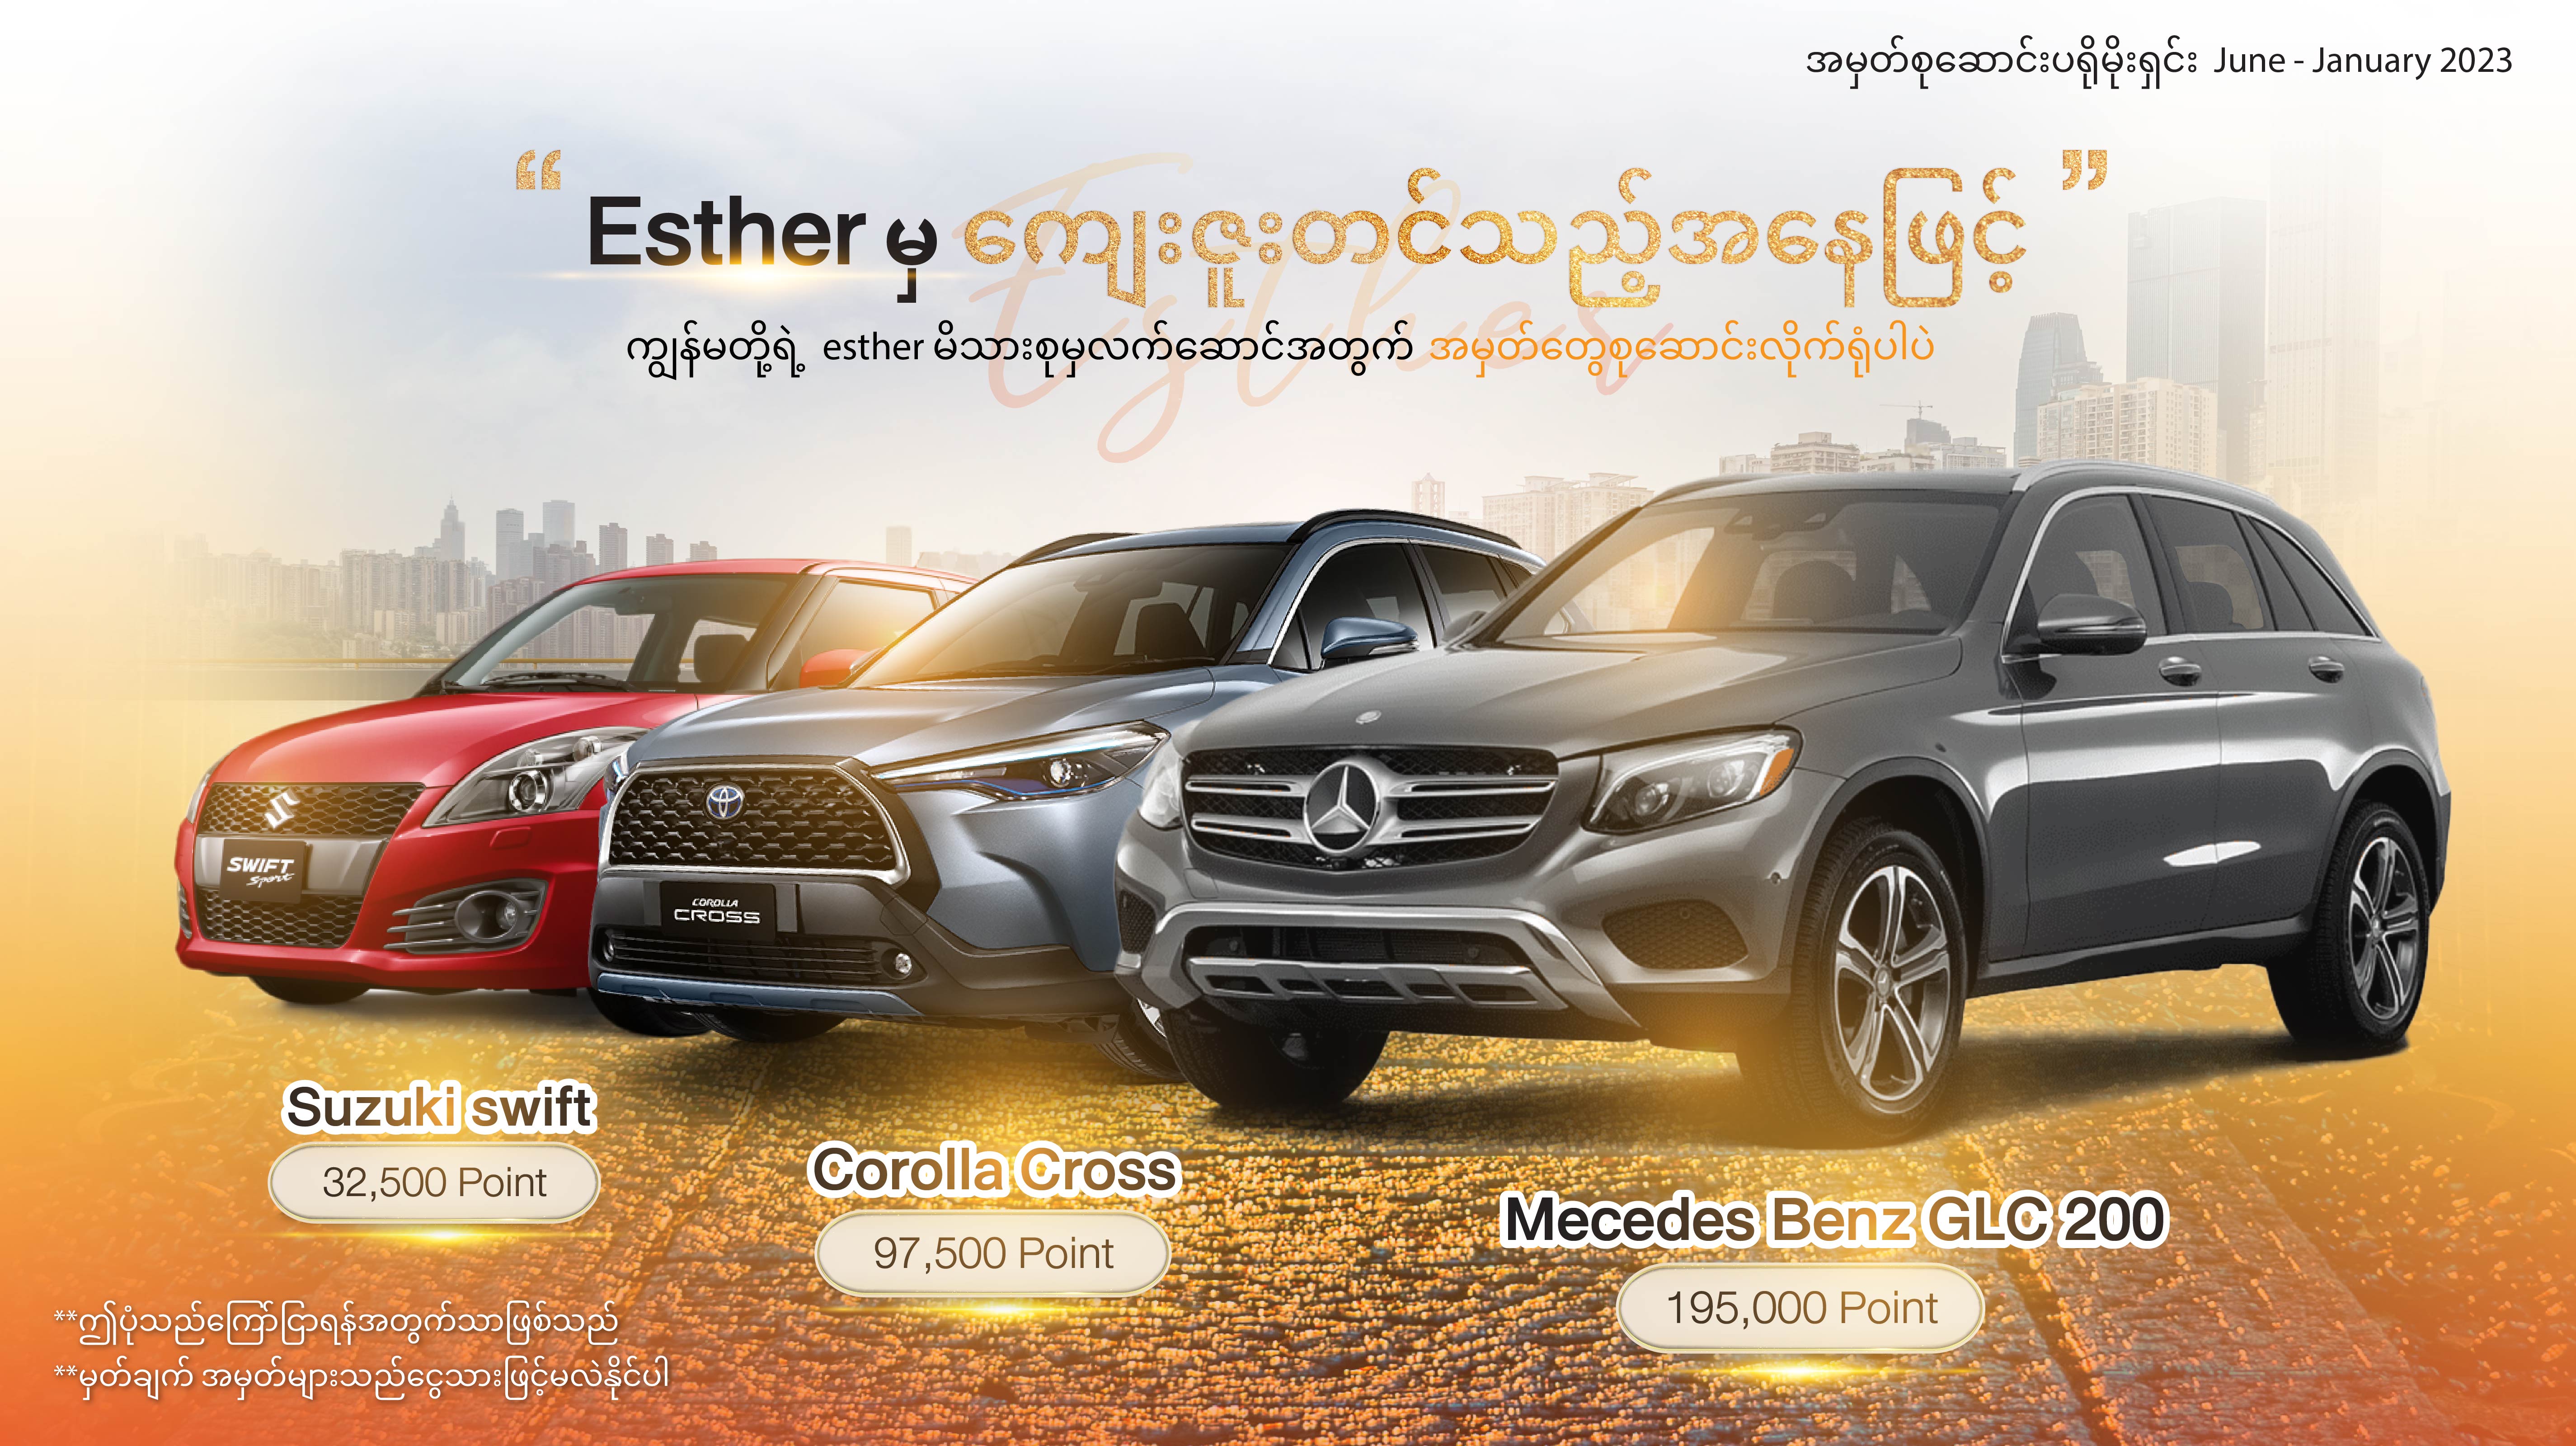 အမှတ်စုဆောင်းပရိုမိုးရှင်း June - January 2023
“ Esther မှ ကျေးဇူးတင်သည့်အနေဖြင့် ”
Esther
ကျွန်မတို့ရဲ့ esther မိသားစုမှလက်ဆောင်အတွက် အမှတ်တွေစုဆောင်းလိုက်ရုံပါပဲ
SWIFT
Sport
COROLLA
CROSS
Suzuki swift
32,500 Point
Corolla Cross
97,500 Point
Mecedes Benz GLC 200
195,000 Point
**ဤပုံသည်ကြော်ငြာရန်အတွက်သာဖြစ်သည်
**မှတ်ချက် အမှတ်များသည်ငွေသားဖြင့်မလဲနိုင်ပါ